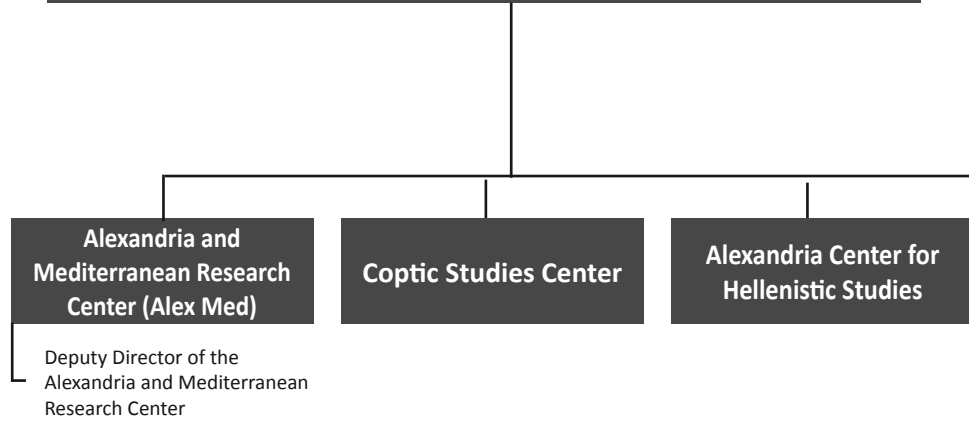 Alexandria and
Mediterranean Research
Center (Alex Med)
Coptic Studies Center
Alexandria Center for
Hellenistic Studies
Deputy Director of the
Alexandria and Mediterranean
Research Center